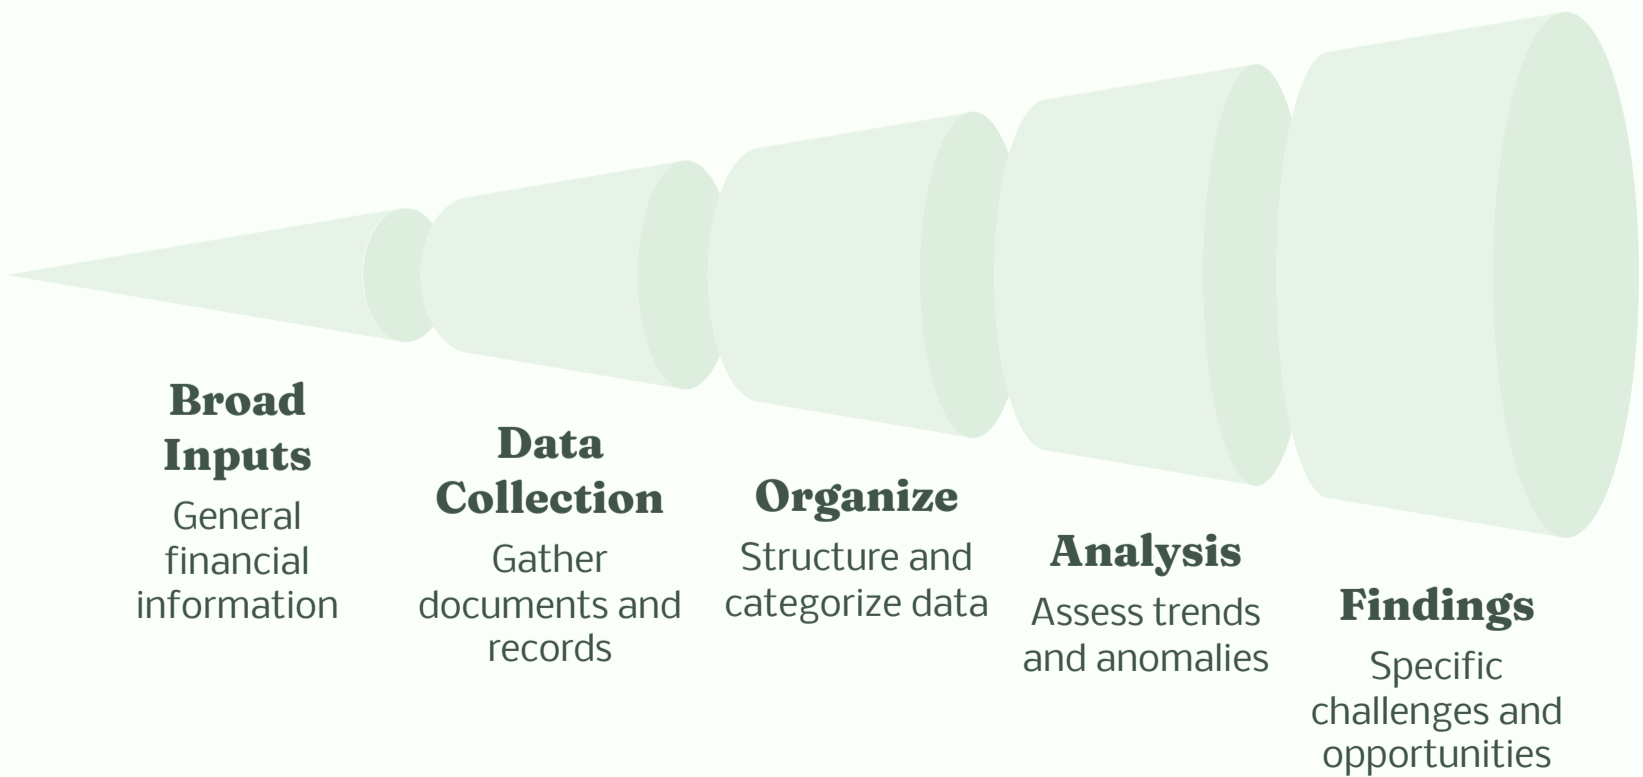 Broad
Inputs
General
financial
information
Data
Collection
Gather
documents and
records
Organize
Structure and
categorize data
Analysis
Assess trends
and anomalies
Findings
Specific
challenges and
opportunities